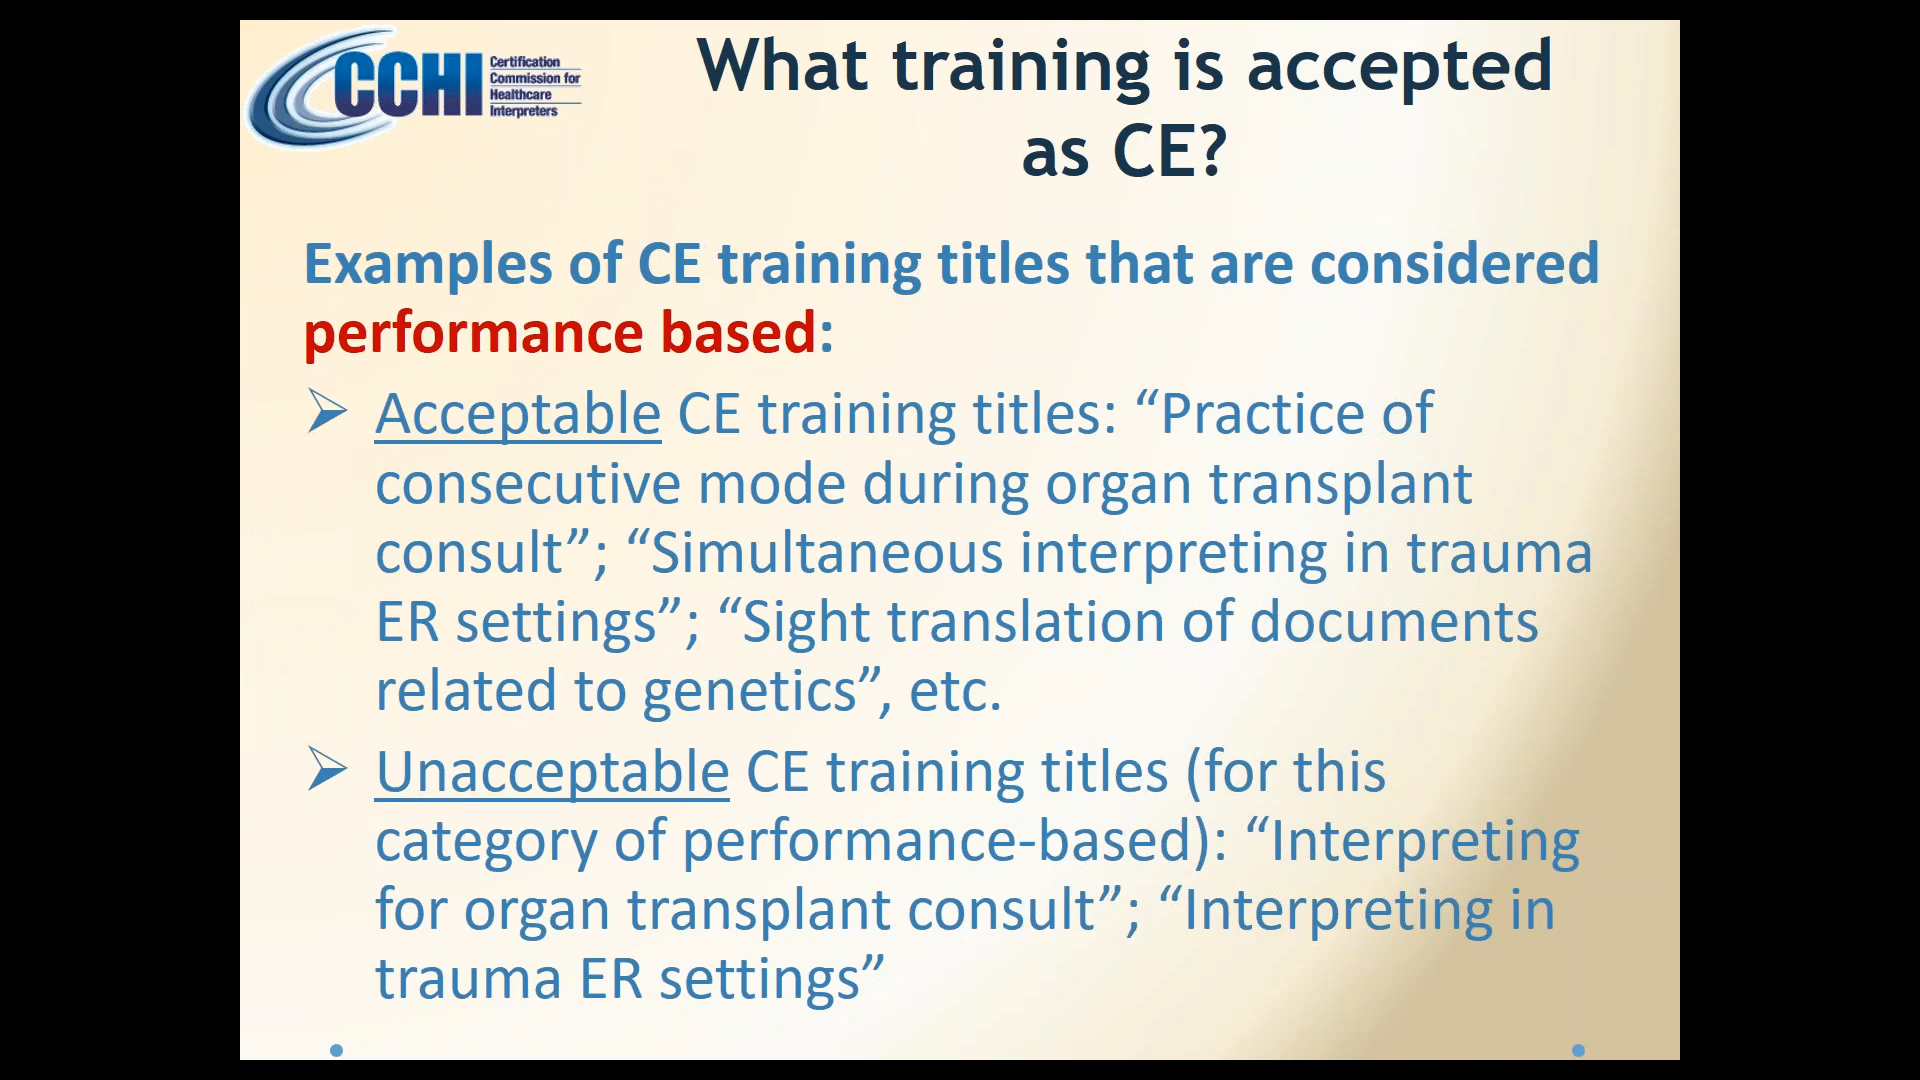 CCHI
Certification
Commission for
Healthcare
Interpreters
What training is accepted
as CE?
Examples of CE training titles that are considered
performance based:
Acceptable CE training titles: “Practice of
consecutive mode during organ transplant
consult”; “Simultaneous interpreting in trauma
ER settings”; “Sight translation of documents
related to genetics”, etc.
Unacceptable CE training titles (for this
category of performance-based): “Interpreting
for organ transplant consult”; “Interpreting in
trauma ER settings”